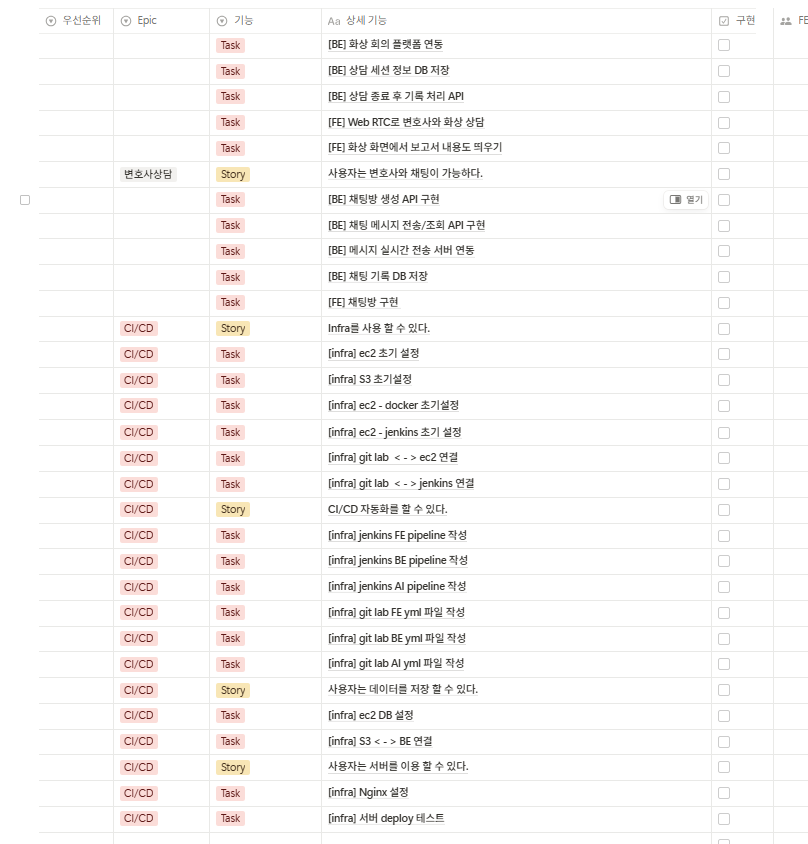 우선순위 Epic 기능 Aa 상세 기능 구현 FE
Task [BE] 화상 회의 플랫폼 연동
Task [BE] 상담 세션 정보 DB 저장
Task [BE] 상담 종료 후 기록 처리 API
Task [FE] Web RTC로 변호사와 화상 상담
Task [FE] 화상 화면에서 보고서 내용도 띄우기
변호사상담 Story 사용자는 변호사와 채팅이 가능하다.
Task [BE] 채팅방 생성 API 구현 열기
Task [BE] 채팅 메시지 전송/조회 API 구현
Task [BE] 메시지 실시간 전송 서버 연동
Task [BE] 채팅 기록 DB 저장
Task [FE] 채팅방 구현
CI/CD Story Infra를 사용 할 수 있다.
CI/CD Task [infra] ec2 초기 설정
CI/CD Task [infra] S3 초기설정
CI/CD Task [infra] ec2 - docker 초기설정
CI/CD Task [infra] ec2 - jenkins 초기 설정
CI/CD Task [infra] git lab < - > ec2 연결
CI/CD Task [infra] git lab < - > jenkins 연결
CI/CD Story CI/CD 자동화를 할 수 있다.
CI/CD Task [infra] jenkins FE pipeline 작성
CI/CD Task [infra] jenkins BE pipeline 작성
CI/CD Task [infra] jenkins AI pipeline 작성
CI/CD Task [infra] git lab FE yml 파일 작성
CI/CD Task [infra] git lab BE yml 파일 작성
CI/CD Task [infra] git lab AI yml 파일 작성
CI/CD Story 사용자는 데이터를 저장 할 수 있다.
CI/CD Task [infra] ec2 DB 설정
CI/CD Task [infra] S3 < - > BE 연결
CI/CD Story 사용자는 서버를 이용 할 수 있다.
CI/CD Task [infra] Nginx 설정
CI/CD Task [infra] 서버 deploy 테스트